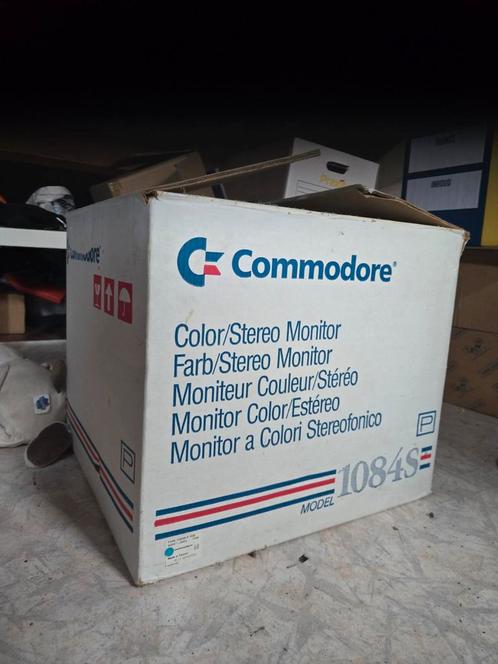 Commodore
Commodore®
Color/Stereo Monitor
Farb/Stereo Monitor
Moniteur Couleur/Stéréo
Monitor Color/Estéreo
Monitor a Colori Stereofonico
P
P
MODEL 1084S